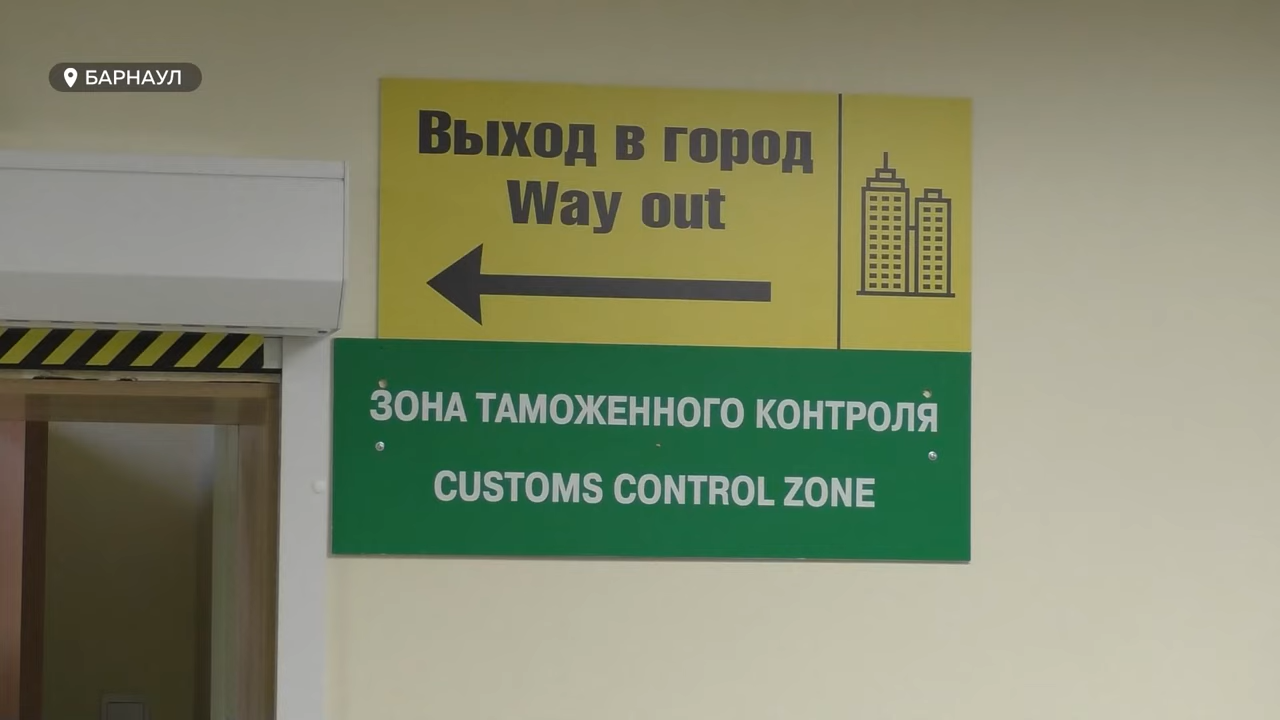 БАРНАУЛ
Выход в город
Way out
ЗОНА ТАМОЖЕННОГО КОНТРОЛЯ
CUSTOMS CONTROL ZONE